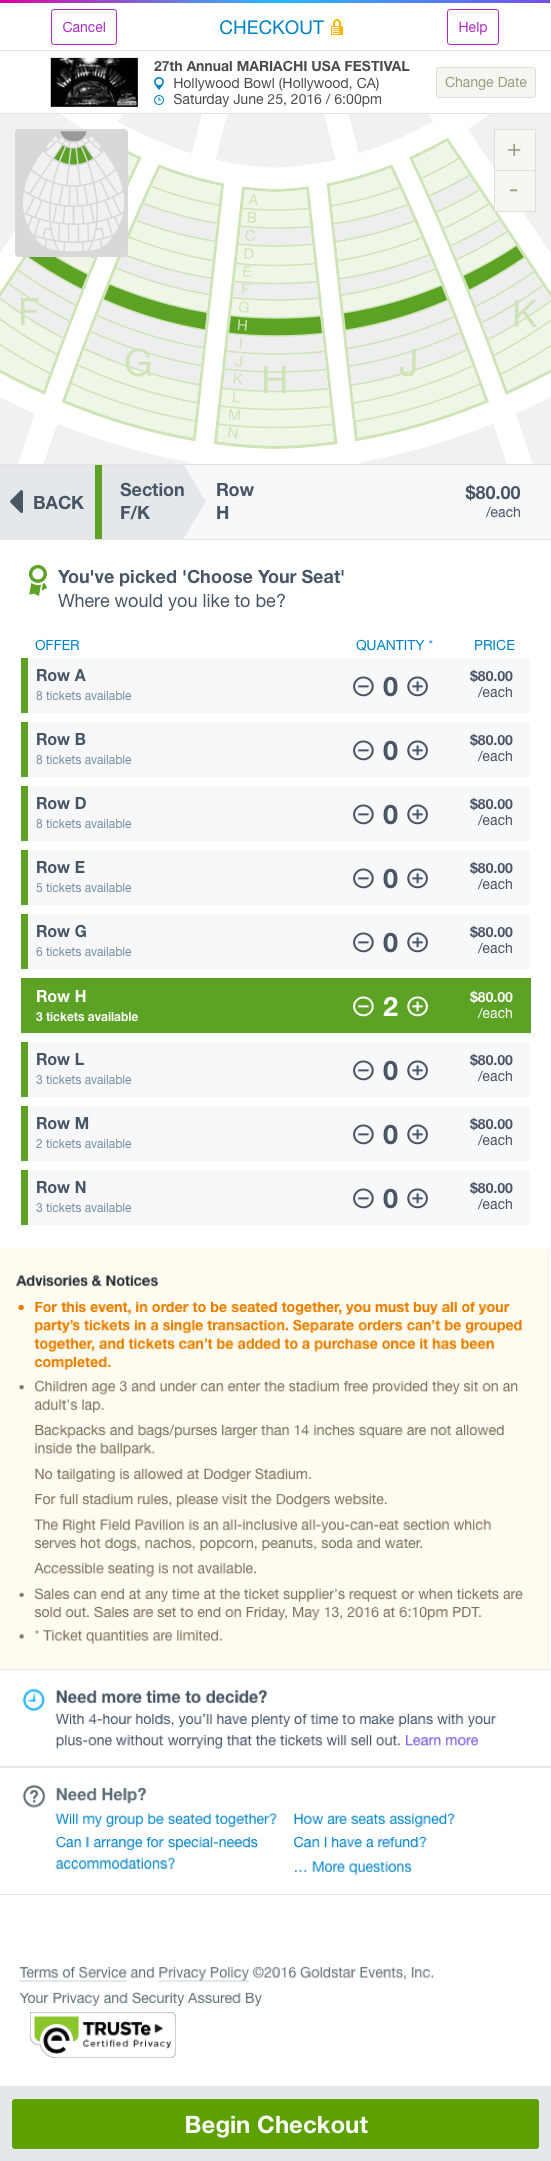 Cancel
CHECKOUT
Help
27th Annual MARIACHI USA FESTIVAL
Hollywood Bowl (Hollywood, CA)
Saturday June 25, 2016 / 6:00pm
Change Date
+
-
A
B
C
D
E
F
G
H
I
J
K
L
M
N
F
G
H
J
K
BACK
Section
F/K
Row
H
$80.00
/each
You've picked 'Choose Your Seat'
Where would you like to be?
OFFER QUANTITY * PRICE
Row A
8 tickets available
0
$80.00
/each
Row B
8 tickets available
0
$80.00
/each
Row D
8 tickets available
0
$80.00
/each
Row E
5 tickets available
0
$80.00
/each
Row G
6 tickets available
0
$80.00
/each
Row H
3 tickets available
2
$80.00
/each
Row L
3 tickets available
0
$80.00
/each
Row M
2 tickets available
0
$80.00
/each
Row N
3 tickets available
0
$80.00
/each
Advisories & Notices
• For this event, in order to be seated together, you must buy all of your
party’s tickets in a single transaction. Separate orders can’t be grouped
together, and tickets can’t be added to a purchase once it has been
completed.
• Children age 3 and under can enter the stadium free provided they sit on an
adult's lap.
Backpacks and bags/purses larger than 14 inches square are not allowed
inside the ballpark.
No tailgating is allowed at Dodger Stadium.
For full stadium rules, please visit the Dodgers website.
The Right Field Pavilion is an all-inclusive all-you-can-eat section which
serves hot dogs, nachos, popcorn, peanuts, soda and water.
Accessible seating is not available.
• Sales can end at any time at the ticket supplier's request or when tickets are
sold out. Sales are set to end on Friday, May 13, 2016 at 6:10pm PDT.
• * Ticket quantities are limited.
Need more time to decide?
With 4-hour holds, you’ll have plenty of time to make plans with your
plus-one without worrying that the tickets will sell out. Learn more
Need Help?
Will my group be seated together?
Can I arrange for special-needs
accommodations?
How are seats assigned?
Can I have a refund?
... More questions
Terms of Service and Privacy Policy ©2016 Goldstar Events, Inc.
Your Privacy and Security Assured By
TRUSTe
Certified Privacy
Begin Checkout